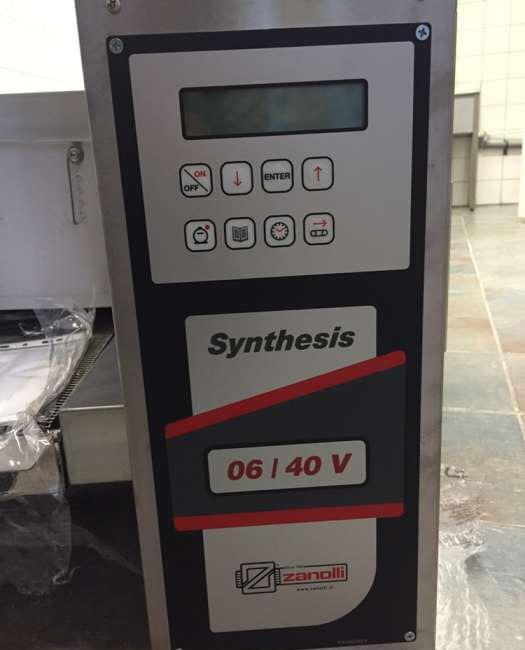 ON
OFF
ENTER
Synthesis
06 / 40 V
zanolli
www.zanolli.it